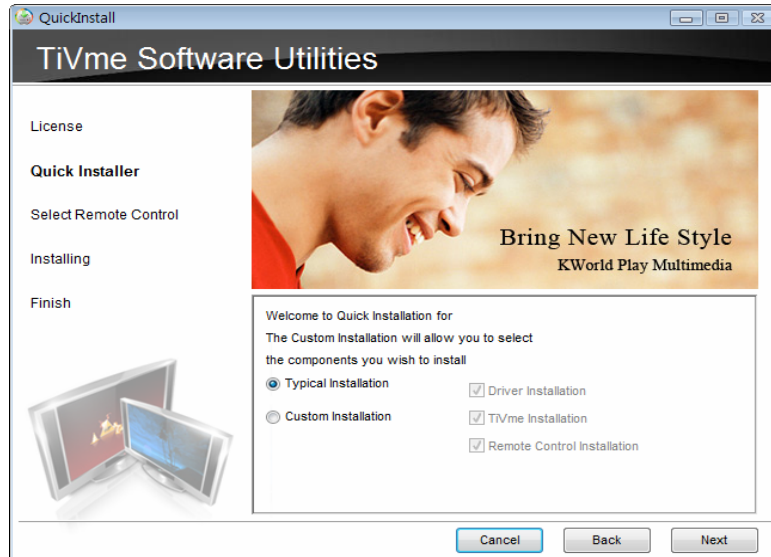 QuickInstall
TiVme Software Utilities
License
Quick Installer
Select Remote Control
Installing
Finish
Bring New Life Style
KWorld Play Multimedia
Welcome to Quick Installation for
The Custom Installation will allow you to select
the components you wish to install
Typical Installation
Custom Installation
Driver Installation
TiVme Installation
Remote Control Installation
Cancel
Back
Next